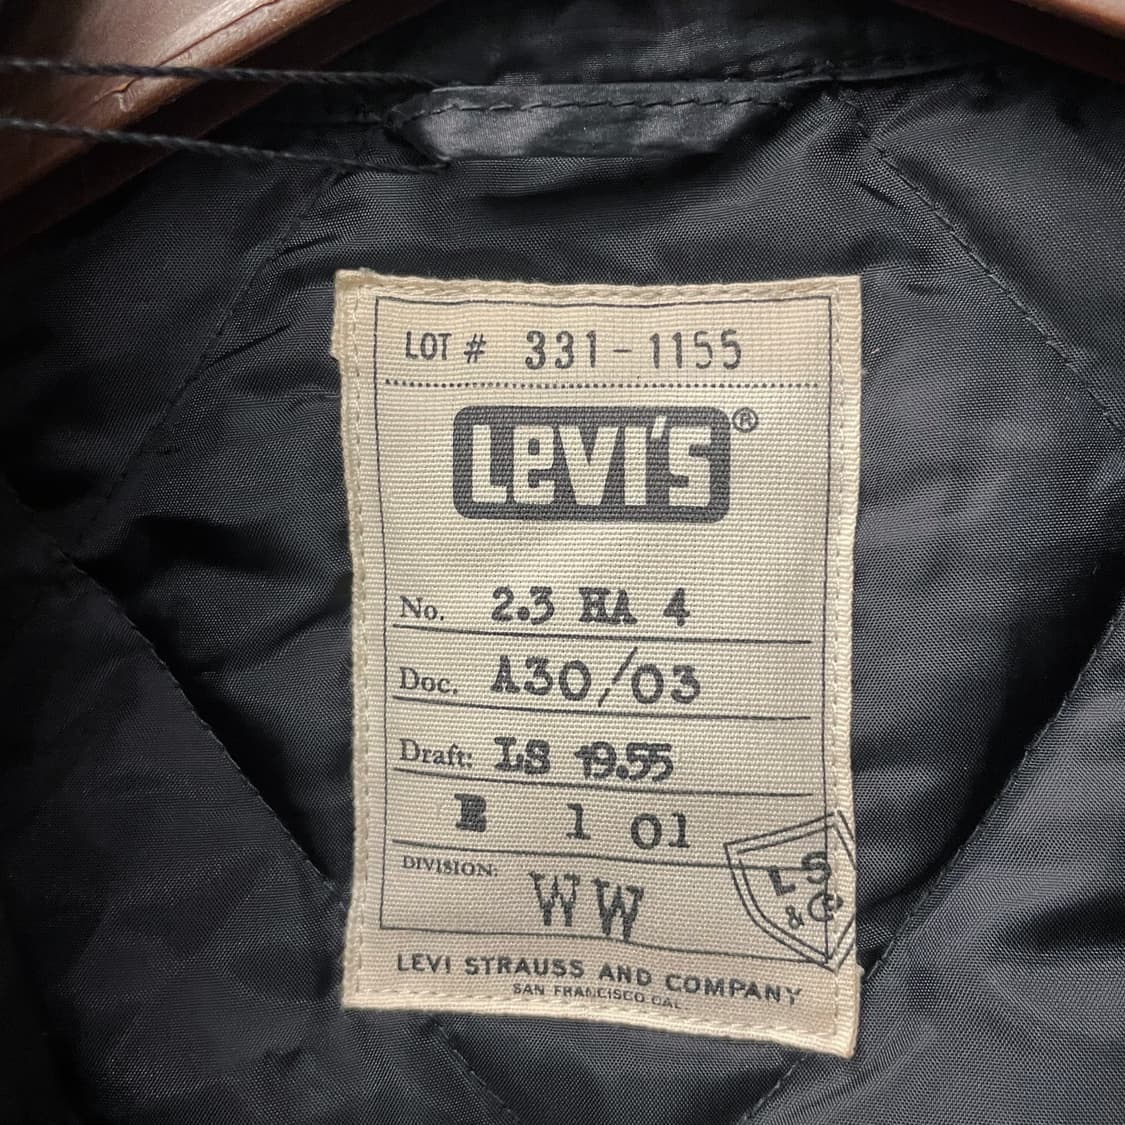 LOT # 331-1155
LEVI'S®
No. 2.3 HA 4
Doc. A30/03
Draft: LS 19.55
E 1 01
DIVISION: WW
LS
& Co
LEVI STRAUSS AND COMPANY
SAN FRANCISCO CAL